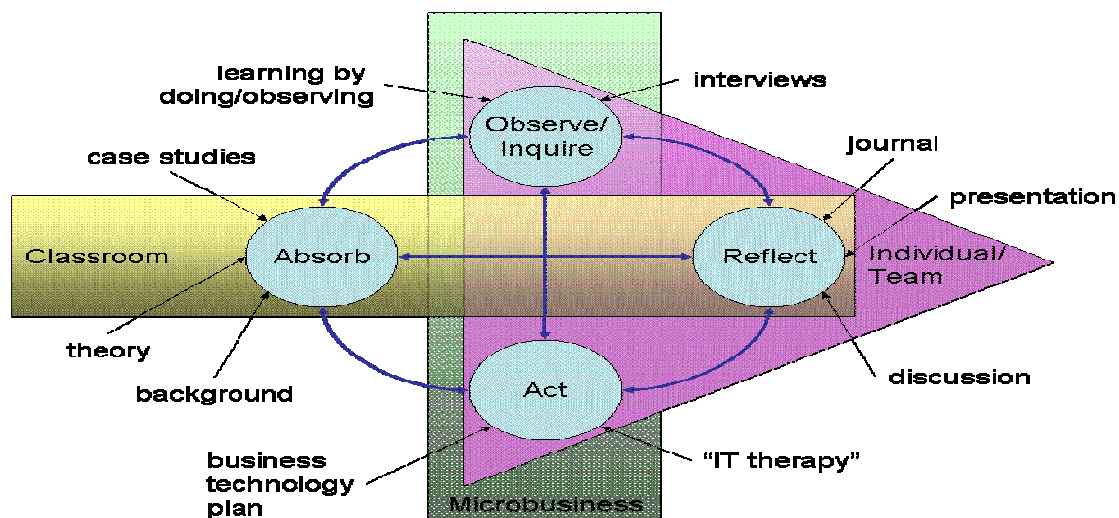 learning by
doing/observing
interviews
Observe/
Inquire
case studies
journal
presentation
Classroom
Absorb
Reflect
Individual/
Team
theory
background
Act
discussion
business
technology
plan
"IT therapy"
Microbusiness